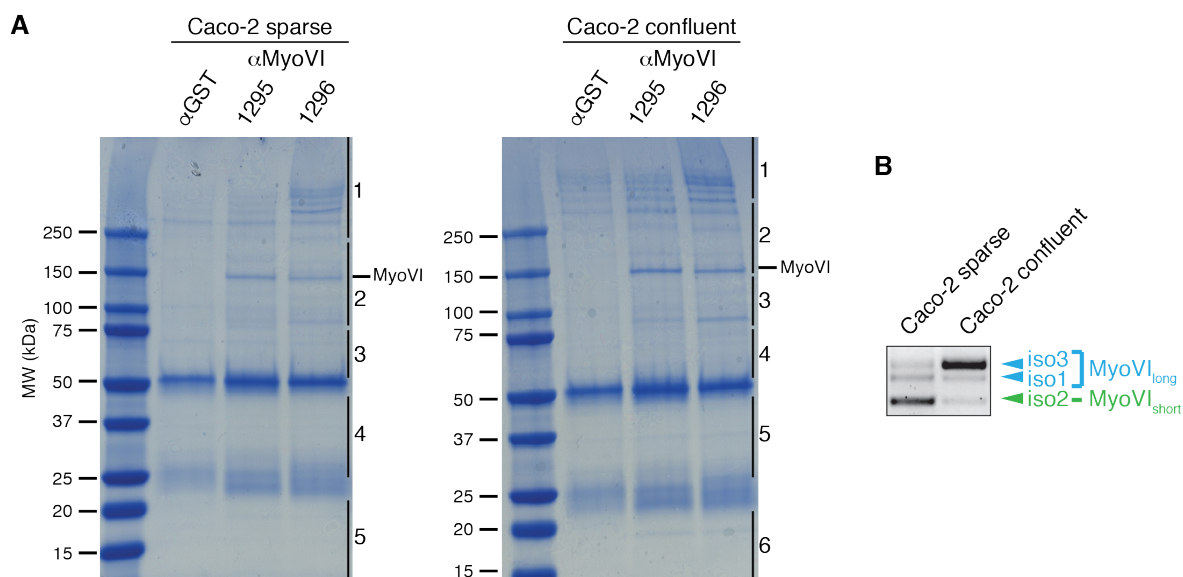 A
Caco-2 sparse
αMyoVI
αGST
1295
1296
MW (kDa)
250
150
100
75
50
37
25
20
15
1
2
3
4
5
MyoVI
Caco-2 confluent
αMyoVI
αGST
1295
1296
250
150
100
75
50
37
25
20
15
1
2
3
4
5
6
MyoVI
B
Caco-2 sparse
Caco-2 confluent
iso3
iso1
MyoVIlong
iso2 - MyoVIshort